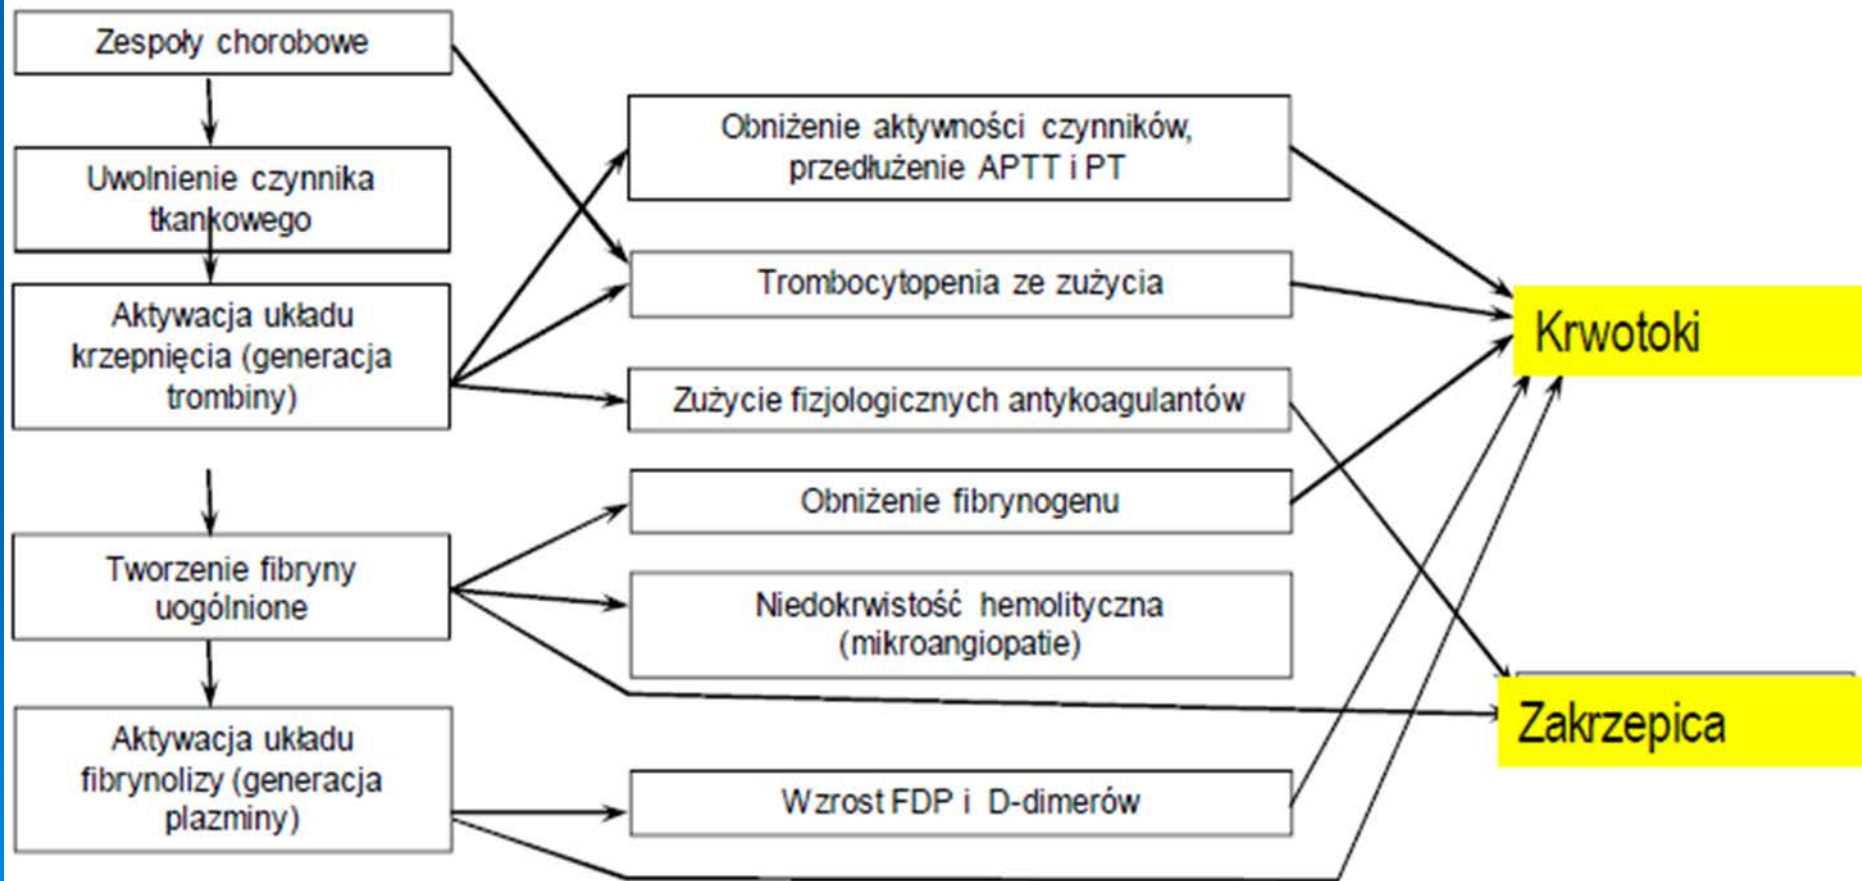 Zespoły chorobowe
Uwolnienie czynnika
tkankowego
Aktywacja układu
krzepnięcia (generacja
trombiny)
Tworzenie fibryny
uogólnione
Aktywacja układu
fibrynolizy (generacja
plazminy)
Obniżenie aktywności czynników,
przedłużenie APTT i PT
Trombocytopenia ze zużycia
Zużycie fizjologicznych antykoagulantów
Obniżenie fibrynogenu
Niedokrwistość hemolityczna
(mikroangiopatie)
Wzrost FDP i D-dimerów
Krwotoki
Zakrzepica